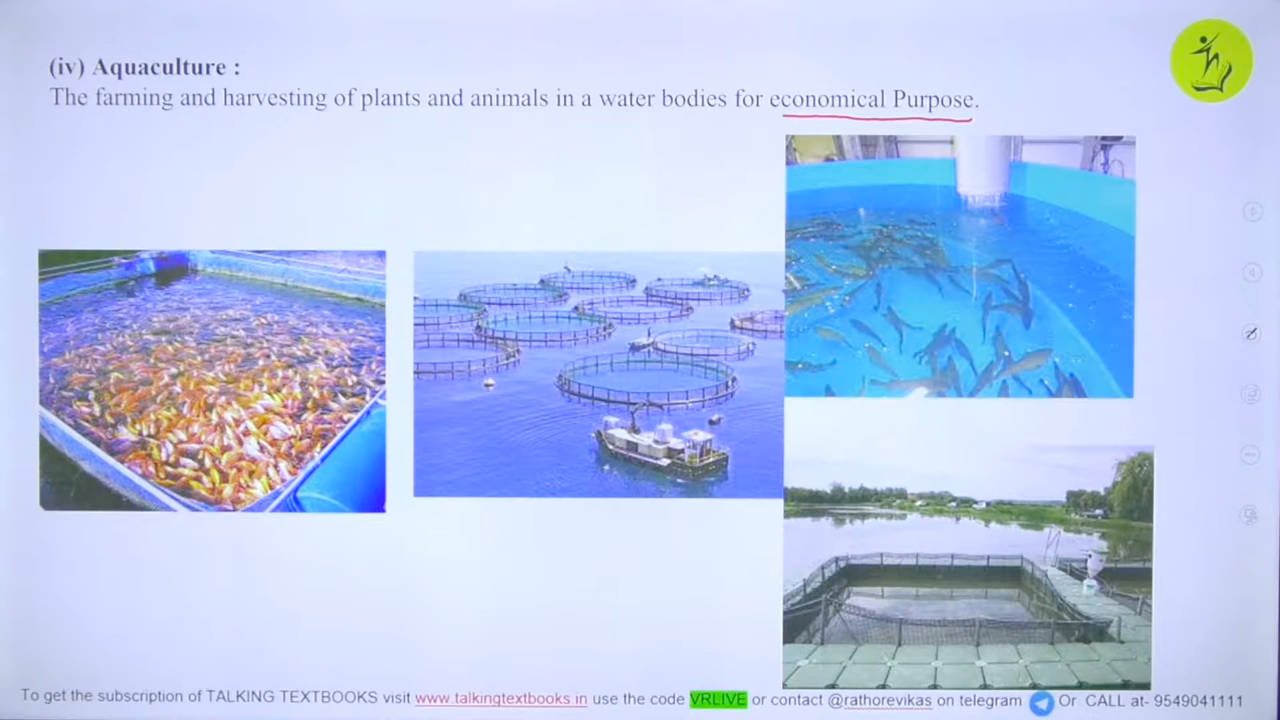 (iv) Aquaculture :
The farming and harvesting of plants and animals in a water bodies for economical Purpose.
To get the subscription of TALKING TEXTBOOKS visit www.talkingtextbooks.in use the code VRLIVE or contact @rathorevikas on telegram Or CALL at- 9549041111